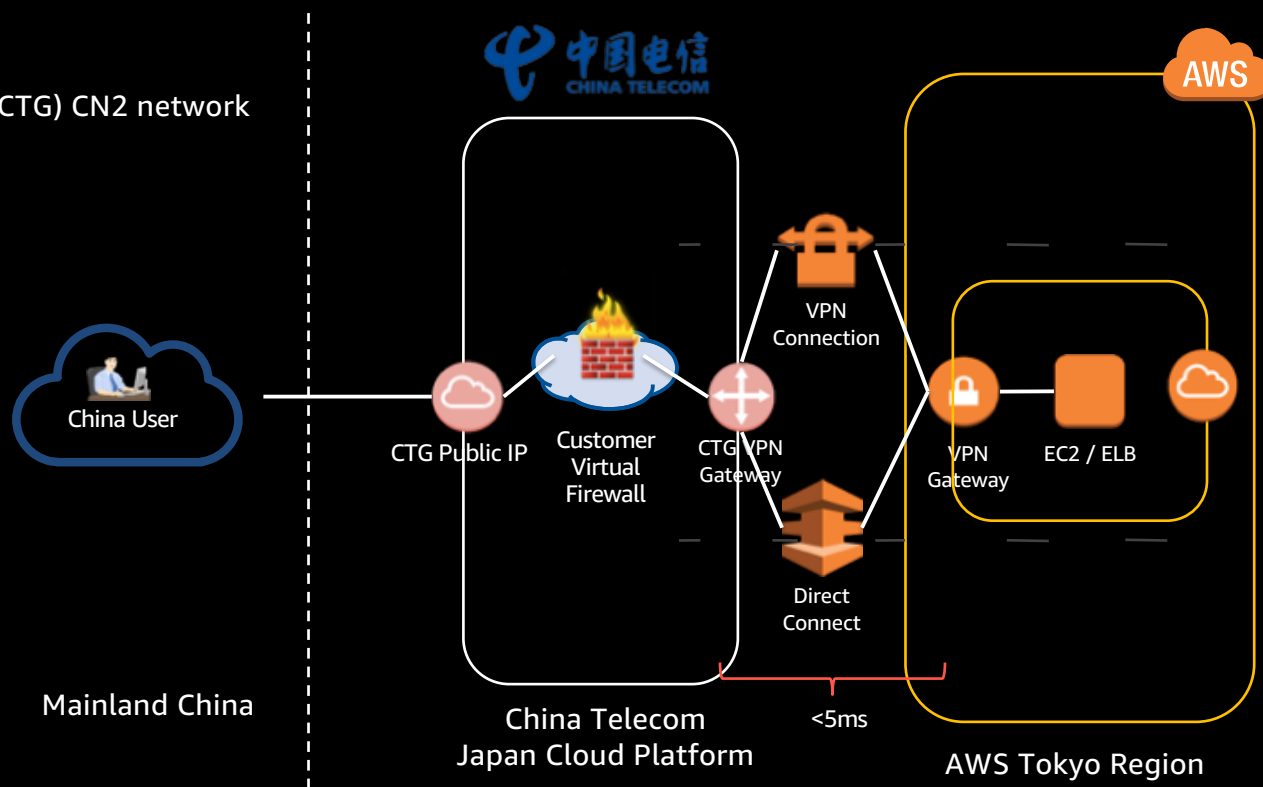 中国电信
CHINA TELECOM
AWS
CTG) CN2 network
VPN
Connection
China User
CTG Public IP
Customer
Virtual
Firewall
CTG VPN
Gateway
VPN
Gateway
EC2 / ELB
Direct
Connect
<5ms
Mainland China
China Telecom
Japan Cloud Platform
AWS Tokyo Region